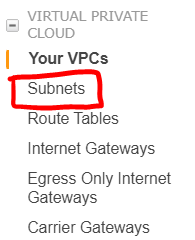 VIRTUAL PRIVATE
CLOUD
Your VPCs
Subnets
Route Tables
Internet Gateways
Egress Only Internet
Gateways
Carrier Gateways